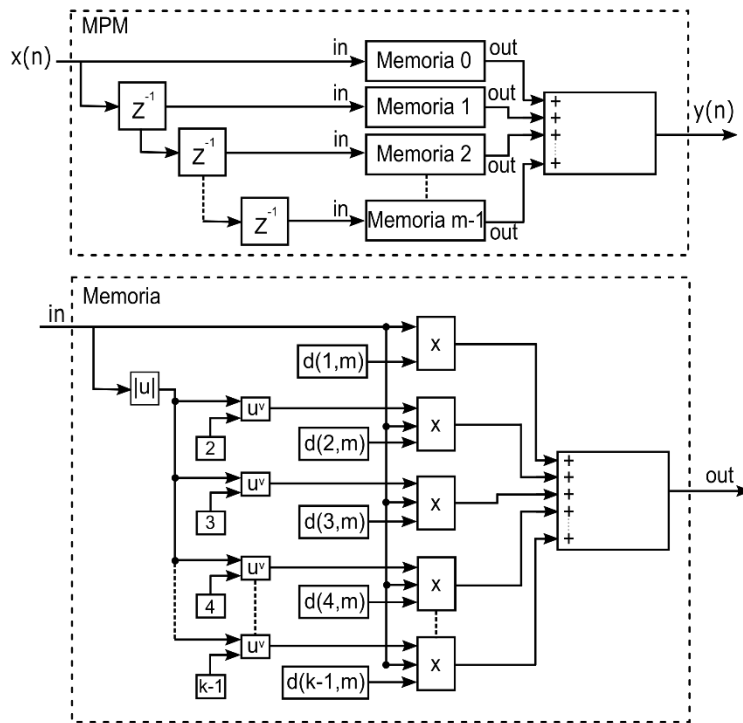 MPM
x(n)
in
Memoria 0
out
Z⁻¹
in
Memoria 1
out
Z⁻¹
in
Memoria 2
out
Z⁻¹
in
Memoria m-1
out
+
+
+
+
y(n)
Memoria
in
|u|
d(1,m)
x
2
uᵛ
d(2,m)
x
3
uᵛ
d(3,m)
x
4
uᵛ
d(4,m)
x
k-1
uᵛ
d(k-1,m)
x
+
+
+
+
+
out